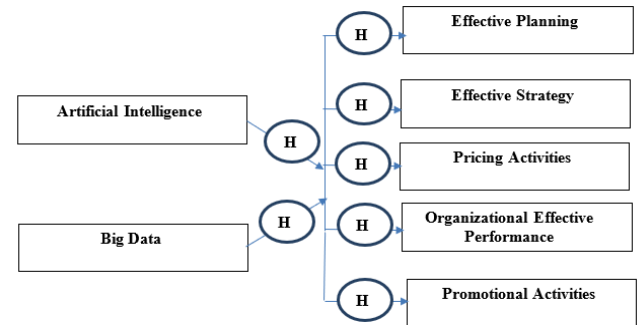 H
Effective Planning
H
Effective Strategy
Artificial Intelligence
H
H
Pricing Activities
H
Big Data
H
Organizational Effective
Performance
H
Promotional Activities